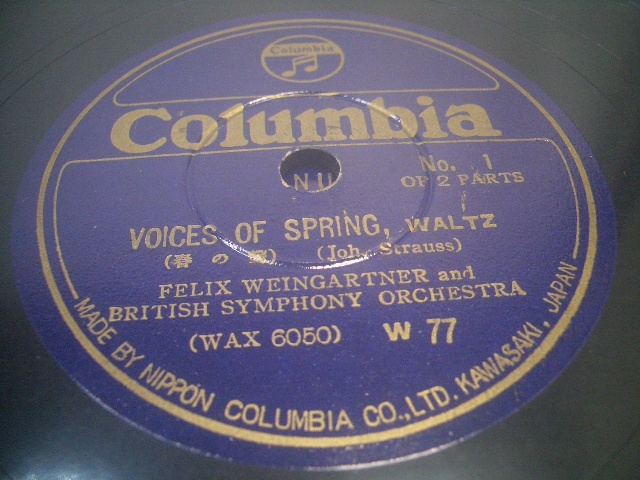 Columbia
Columbia
No. 1
OF 2 PARTS
VOICES OF SPRING, WALTZ
(春の声) (Joh. Strauss)
FELIX WEINGARTNER and
BRITISH SYMPHONY ORCHESTRA
(WAX 6050) W 77
MADE BY NIPPON COLUMBIA CO., LTD. KAWASAKI, JAPAN